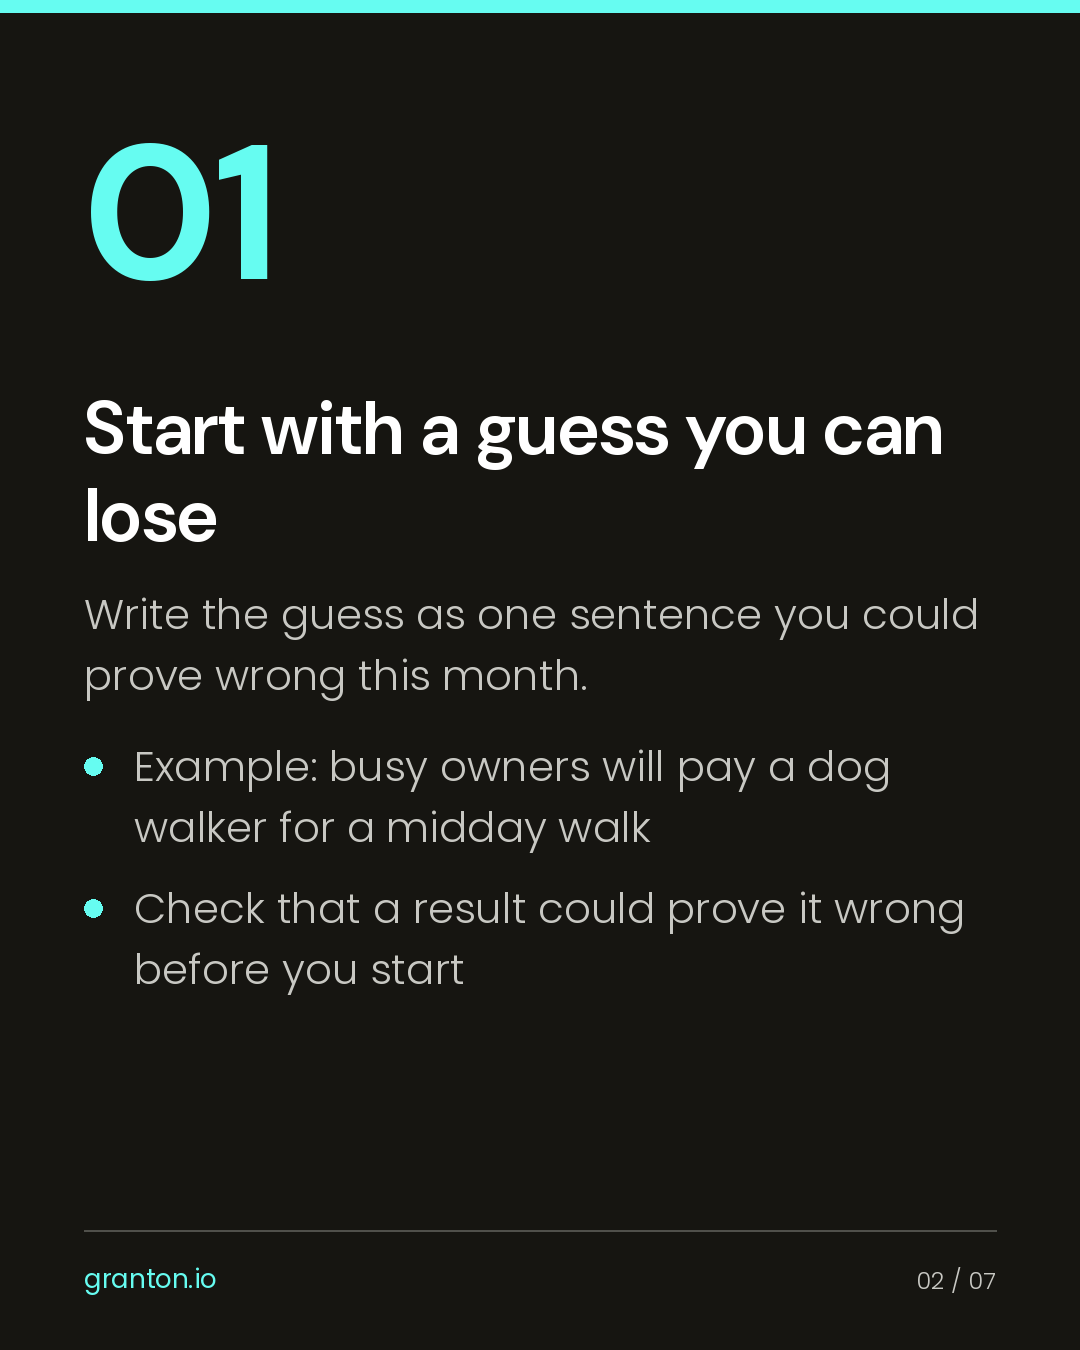 01
Start with a guess you can
lose
Write the guess as one sentence you could
prove wrong this month.
Example: busy owners will pay a dog
walker for a midday walk
Check that a result could prove it wrong
before you start
granton.io
02 / 07